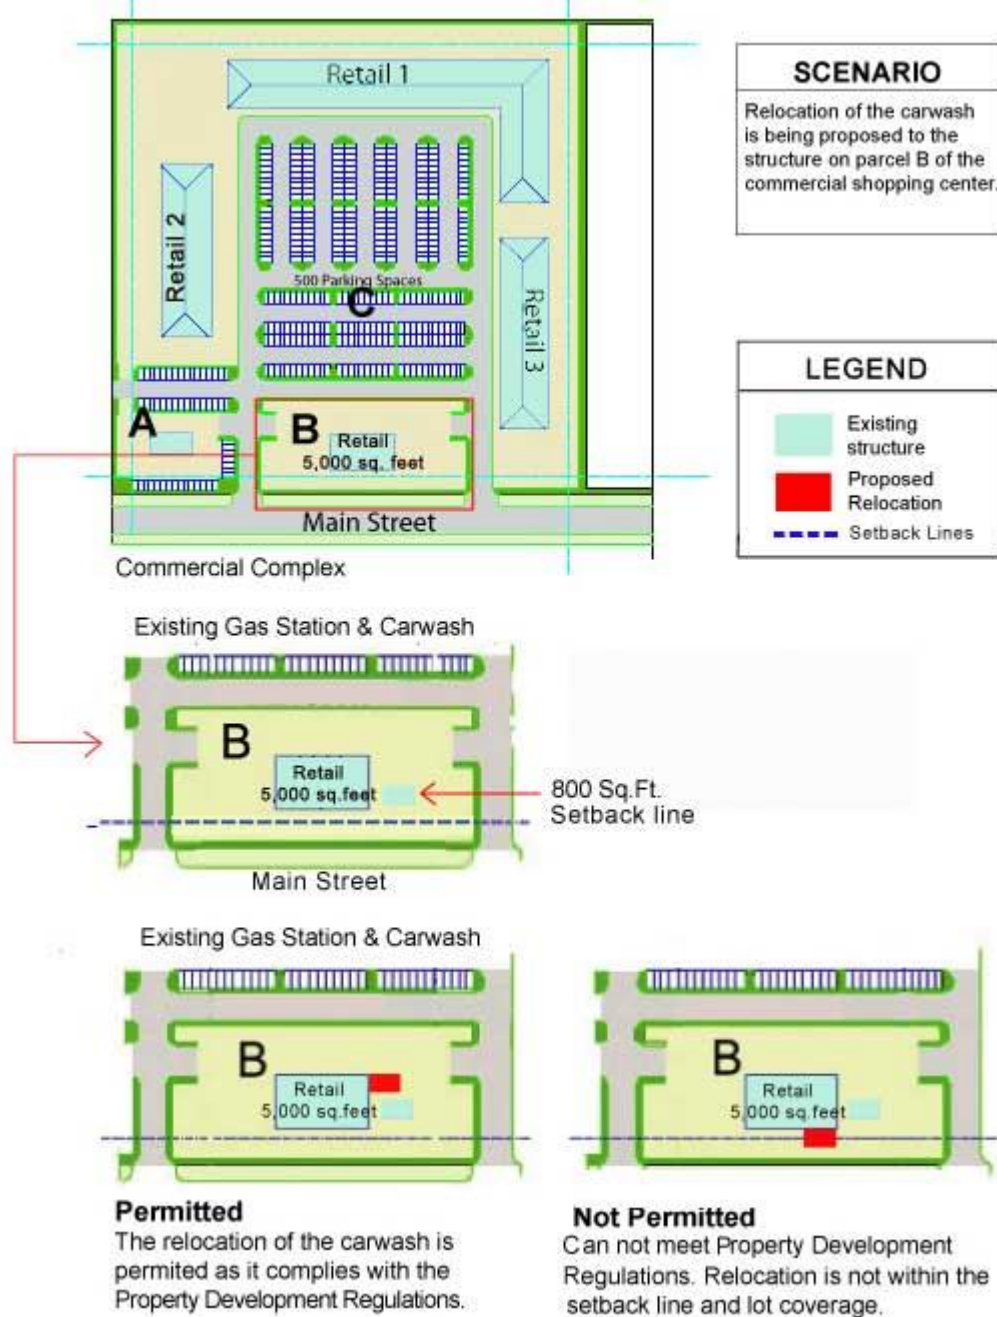 Retail 1
SCENARIO
Relocation of the carwash
is being proposed to the
structure on parcel B of the
commercial shopping center.
Retail 2
500 Parking Spaces
C
Retail 3
LEGEND
Existing
structure
Proposed
Relocation
Setback Lines
A
B
Retail
5,000 sq. feet
Main Street
Commercial Complex
Existing Gas Station & Carwash
B
Retail
5,000 sq.feet
800 Sq.Ft.
Setback line
Main Street
Existing Gas Station & Carwash
B
Retail
5,000 sq.feet
B
Retail
5,000 sq.feet
Permitted
The relocation of the carwash is
permited as it complies with the
Property Development Regulations.
Not Permitted
Can not meet Property Development
Regulations. Relocation is not within the
setback line and lot coverage.